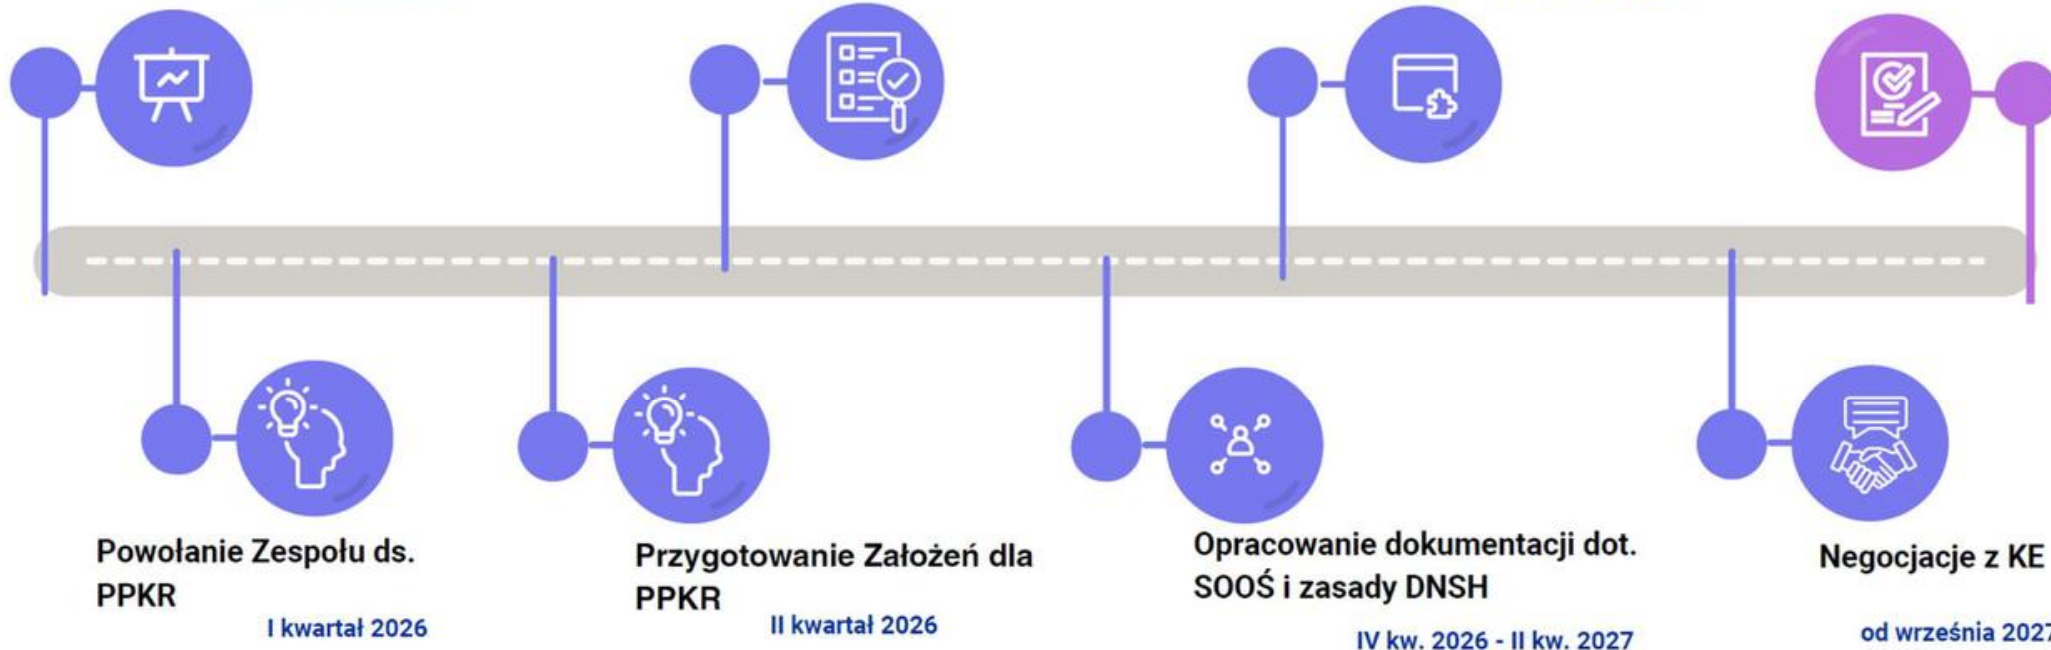 Powołanie Zespołu ds.
PPKR
I kwartał 2026
Przygotowanie Założeń dla
PPKR
II kwartał 2026
Opracowanie dokumentacji dot.
SOOŚ i zasady DNSH
IV kw. 2026 - II kw. 2027
Negocjacje z KE
od września 2027